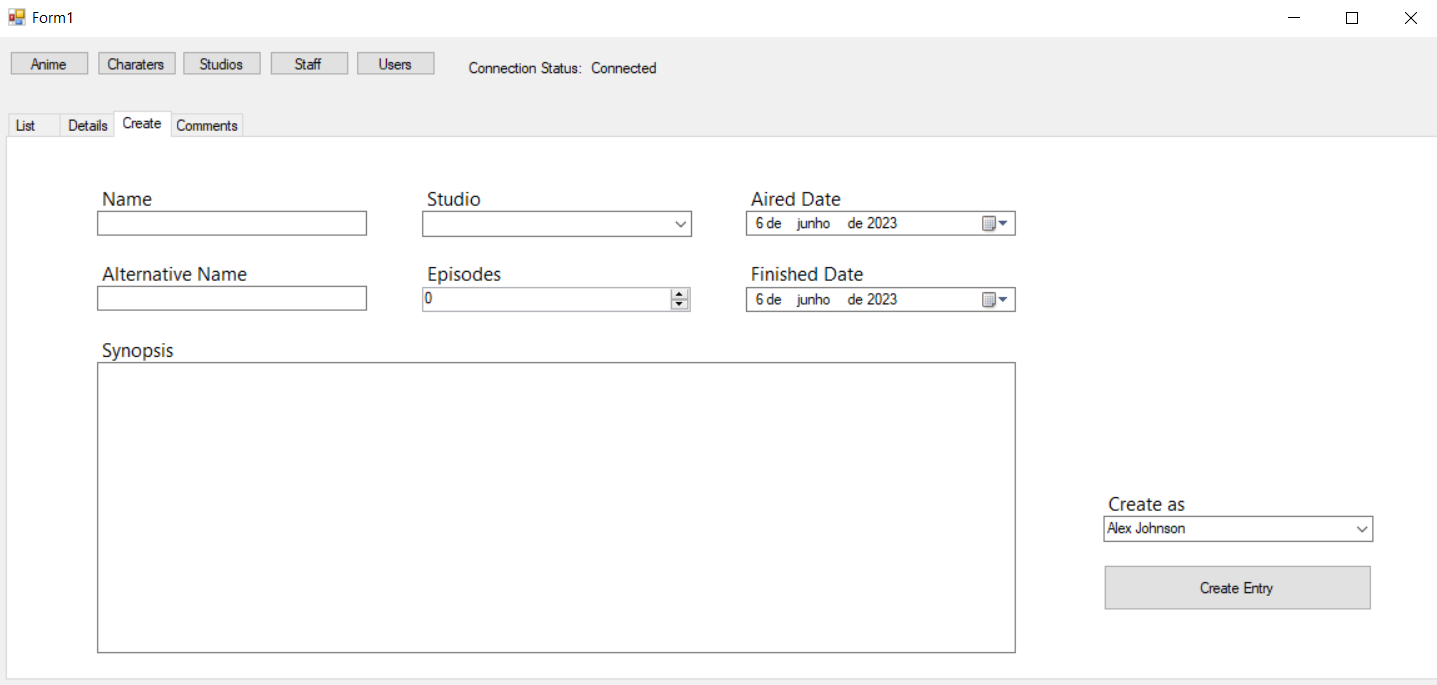 Form1
Anime Charaters Studios Staff Users Connection Status: Connected
List Details Create Comments
Name Studio Aired Date
6 de junho de 2023
Alternative Name Episodes Finished Date
0 6 de junho de 2023
Synopsis
Create as
Alex Johnson
Create Entry